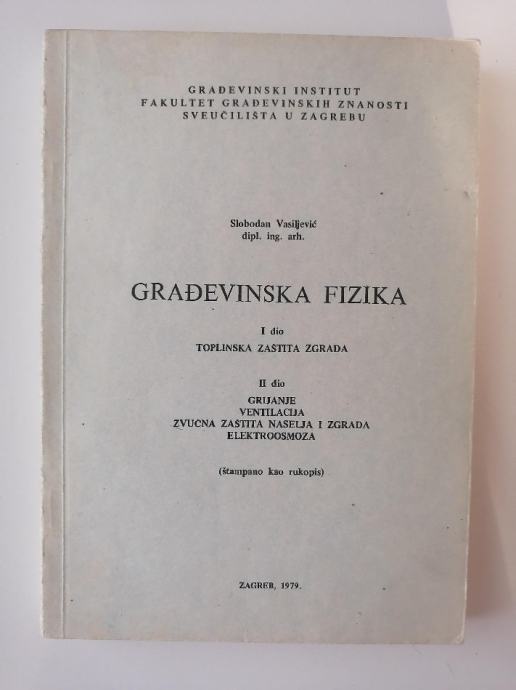 GRAĐEVINSKI INSTITUT
FAKULTET GRAĐEVINSKIH ZNANOSTI
SVEUČILIŠTA U ZAGREBU
Slobodan Vasiljević
dipl. ing. arh.
GRAĐEVINSKA FIZIKA
I dio
TOPLINSKA ZAŠTITA ZGRADA
II dio
GRIJANJE
VENTILACIJA
ZVUČNA ZAŠTITA NASELJA I ZGRADA
ELEKTROOSMOZA
(štampano kao rukopis)
ZAGREB, 1979.